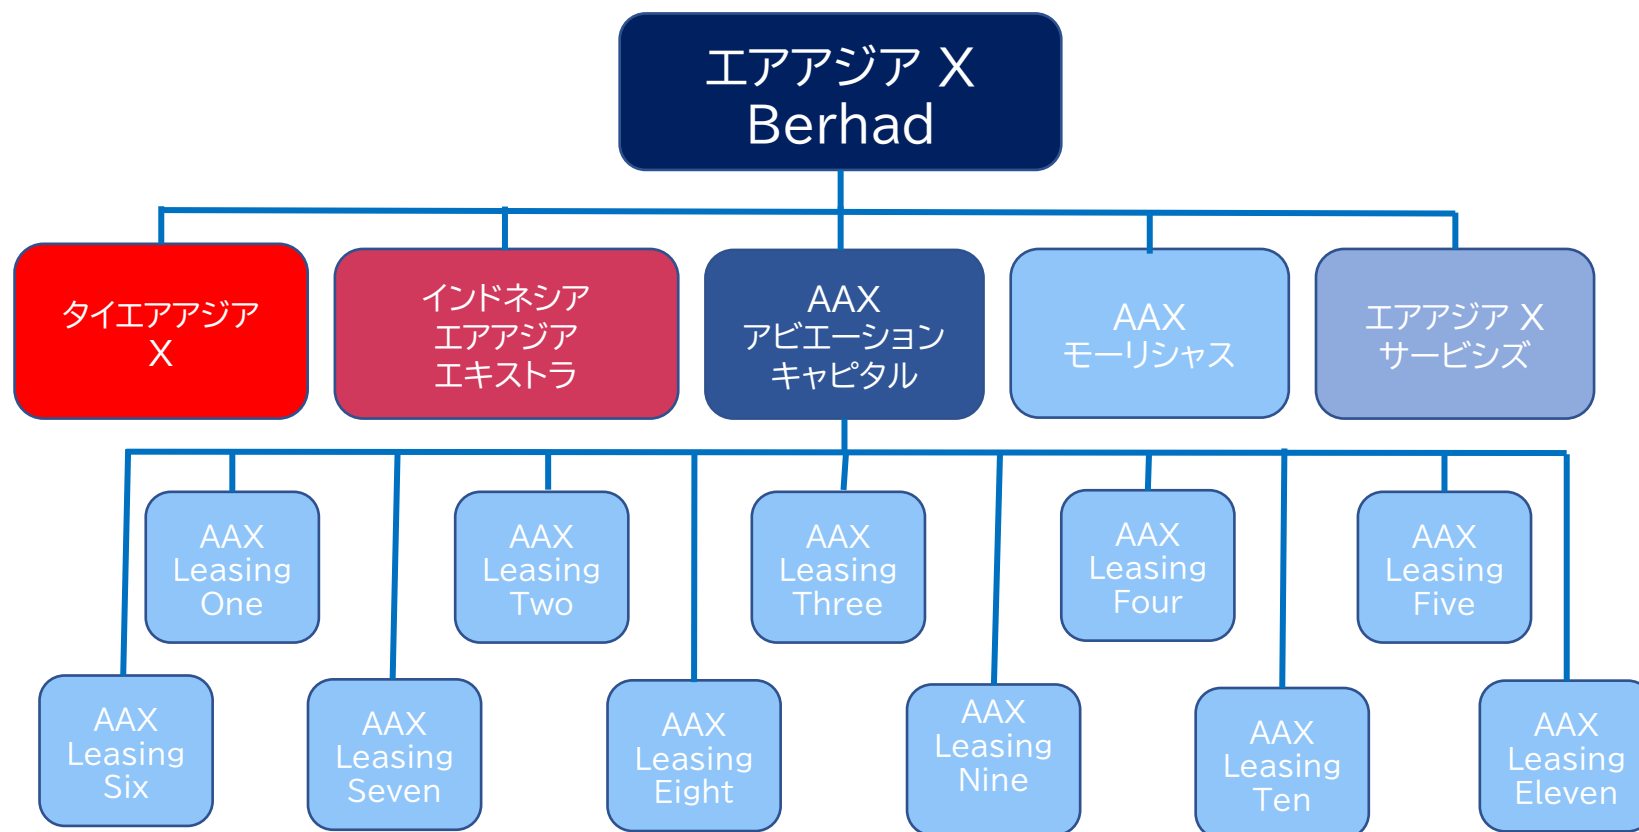 エアアジア X
Berhad
タイエアアジア
X
インドネシア
エアアジア
エキストラ
AAX
アビエーション
キャピタル
AAX
モーリシャス
エアアジア X
サービシズ
AAX
Leasing
One
AAX
Leasing
Two
AAX
Leasing
Three
AAX
Leasing
Four
AAX
Leasing
Five
AAX
Leasing
Six
AAX
Leasing
Seven
AAX
Leasing
Eight
AAX
Leasing
Nine
AAX
Leasing
Ten
AAX
Leasing
Eleven